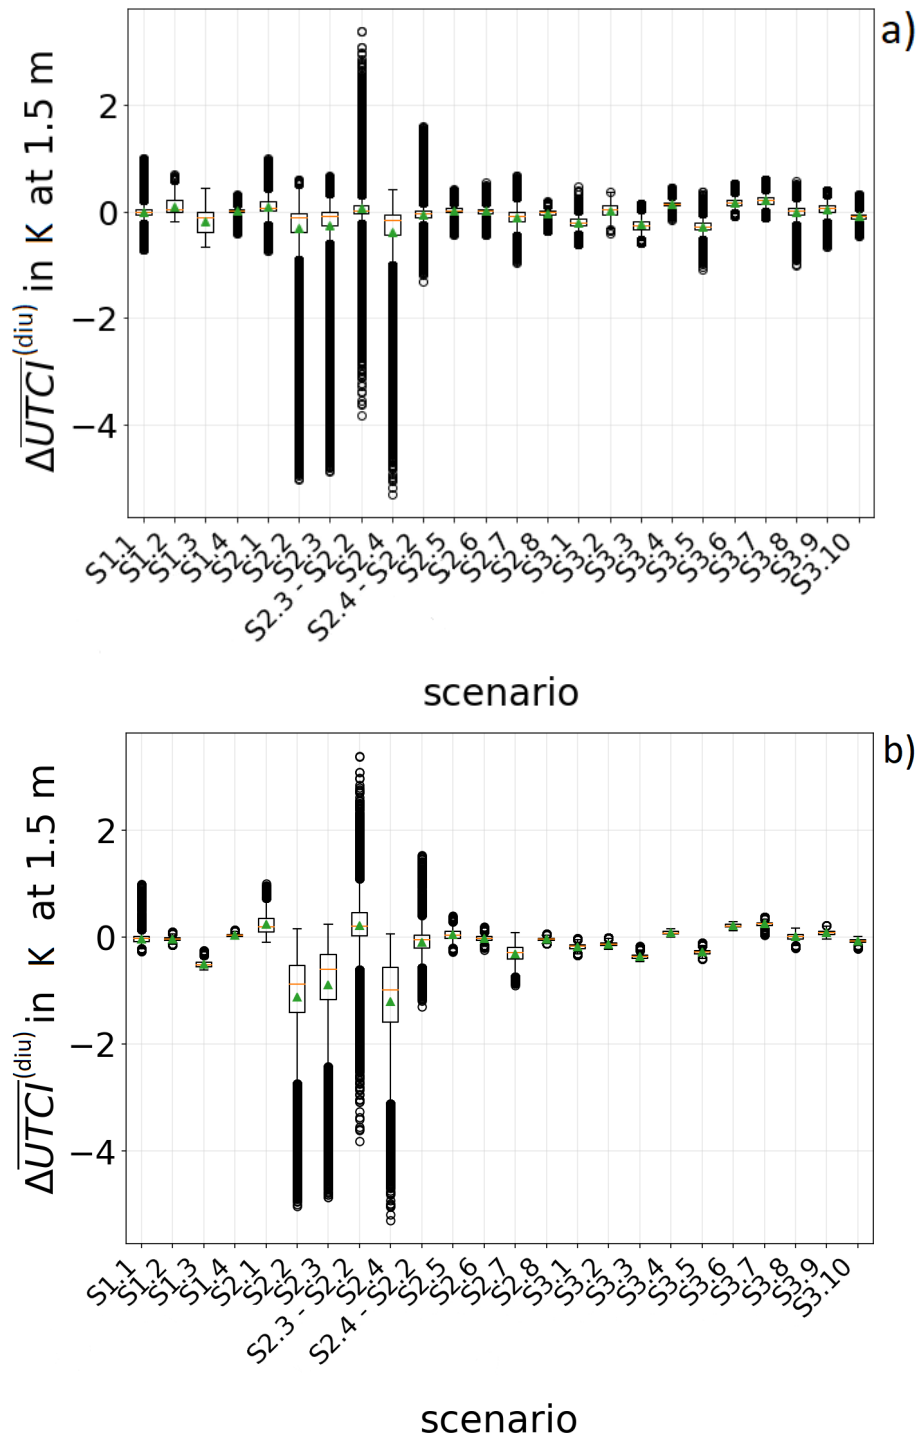 a)
2
0
−2
−4
ΔUTCI(diu) in K at 1.5 m
S1.1
S1.2
S1.3
S1.4
S2.1
S2.2
S2.3
S2.3 - S2.2
S2.4
S2.4 - S2.2
S2.5
S2.6
S2.7
S2.8
S3.1
S3.2
S3.3
S3.4
S3.5
S3.6
S3.7
S3.8
S3.9
S3.10
scenario
b)
2
0
−2
−4
ΔUTCI(diu) in K at 1.5 m
S1.1
S1.2
S1.3
S1.4
S2.1
S2.2
S2.3
S2.3 - S2.2
S2.4
S2.4 - S2.2
S2.5
S2.6
S2.7
S2.8
S3.1
S3.2
S3.3
S3.4
S3.5
S3.6
S3.7
S3.8
S3.9
S3.10
scenario